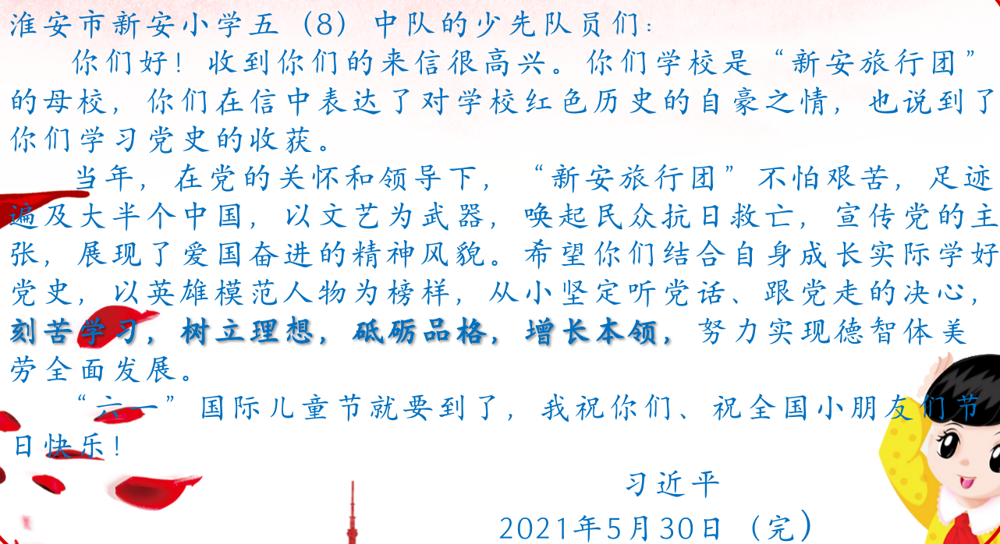 淮安市新安小学五（8）中队的少先队员们：
你们好！收到你们的来信很高兴。你们学校是“新安旅行团”
的母校，你们在信中表达了对学校红色历史的自豪之情，也说到了
你们学习党史的收获。
当年，在党的关怀和领导下，“新安旅行团”不怕艰苦，足迹
遍及大半个中国，以文艺为武器，唤起民众抗日救亡，宣传党的主
张，展现了爱国奋进的精神风貌。希望你们结合自身成长实际学好
党史，以英雄模范人物为榜样，从小坚定听党话、跟党走的决心，
刻苦学习，树立理想，砥砺品格，增长本领，努力实现德智体美
劳全面发展。
“六一”国际儿童节就要到了，我祝你们、祝全国小朋友们节
日快乐！
习近平
2021年5月30日（完）